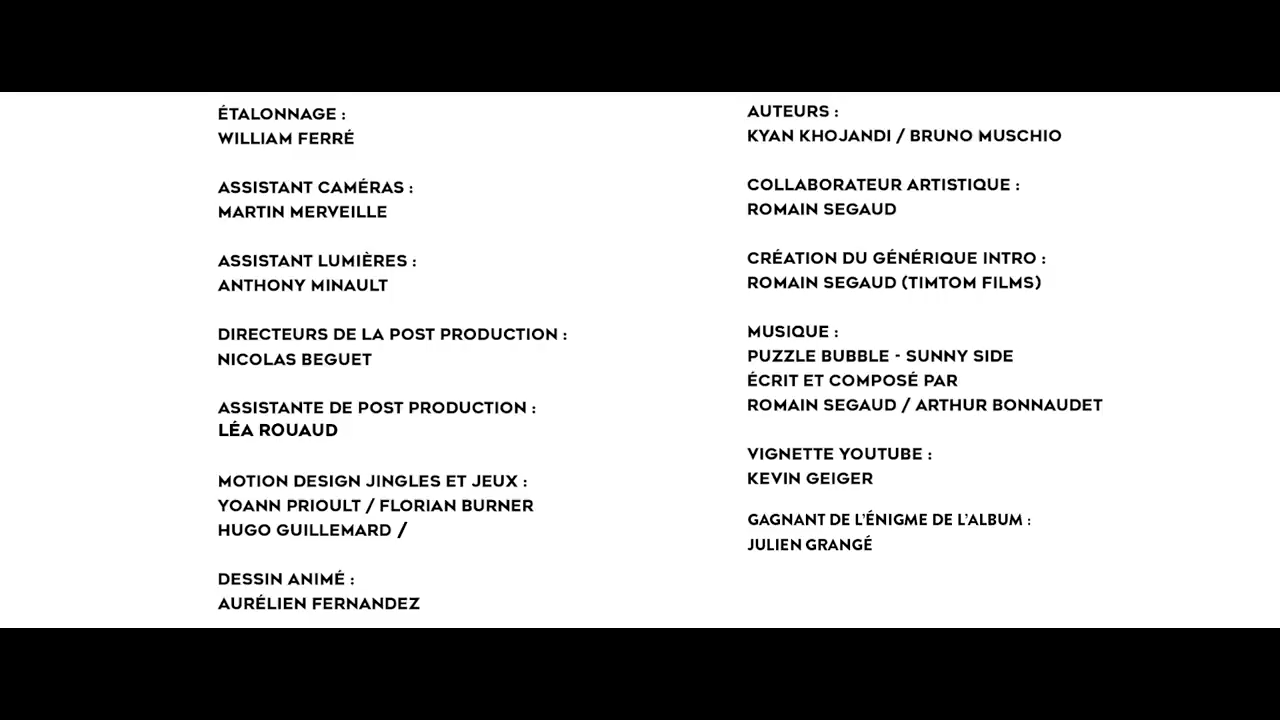 ÉTALONNAGE :
WILLIAM FERRÉ
ASSISTANT CAMÉRAS :
MARTIN MERVEILLE
ASSISTANT LUMIÈRES :
ANTHONY MINAULT
DIRECTEURS DE LA POST PRODUCTION :
NICOLAS BEGUET
ASSISTANTE DE POST PRODUCTION :
LÉA ROUAUD
MOTION DESIGN JINGLES ET JEUX :
YOANN PRIOULT / FLORIAN BURNER
HUGO GUILLEMARD /
DESSIN ANIMÉ :
AURÉLIEN FERNANDEZ
AUTEURS :
KYAN KHOJANDI / BRUNO MUSCHIO
COLLABORATEUR ARTISTIQUE :
ROMAIN SEGAUD
CRÉATION DU GÉNÉRIQUE INTRO :
ROMAIN SEGAUD (TIMTOM FILMS)
MUSIQUE :
PUZZLE BUBBLE - SUNNY SIDE
ÉCRIT ET COMPOSÉ PAR
ROMAIN SEGAUD / ARTHUR BONNAUDET
VIGNETTE YOUTUBE :
KEVIN GEIGER
GAGNANT DE L'ÉNIGME DE L'ALBUM :
JULIEN GRANGÉ